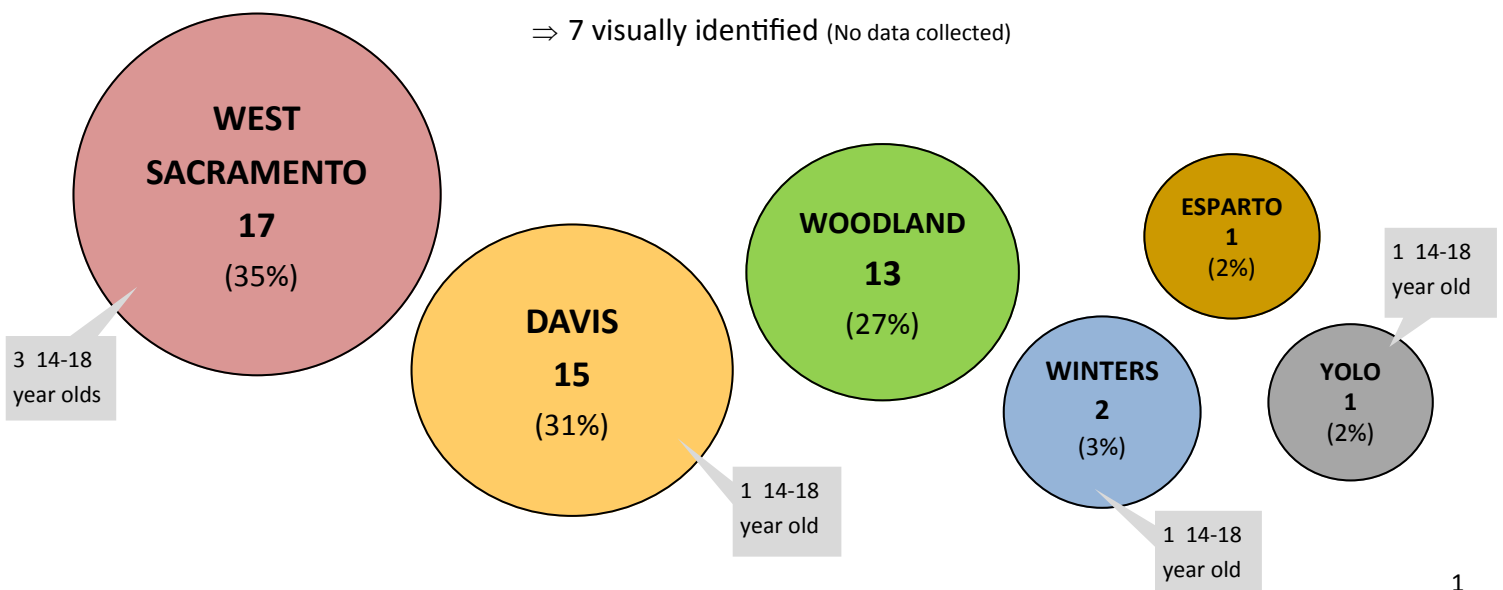 ⇒ 7 visually identified (No data collected)
WEST
SACRAMENTO
17
(35%)
3 14-18
year olds
DAVIS
15
(31%)
1 14-18
year old
WOODLAND
13
(27%)
WINTERS
2
(3%)
1 14-18
year old
ESPARTO
1
(2%)
YOLO
1
(2%)
1 14-18
year old
1